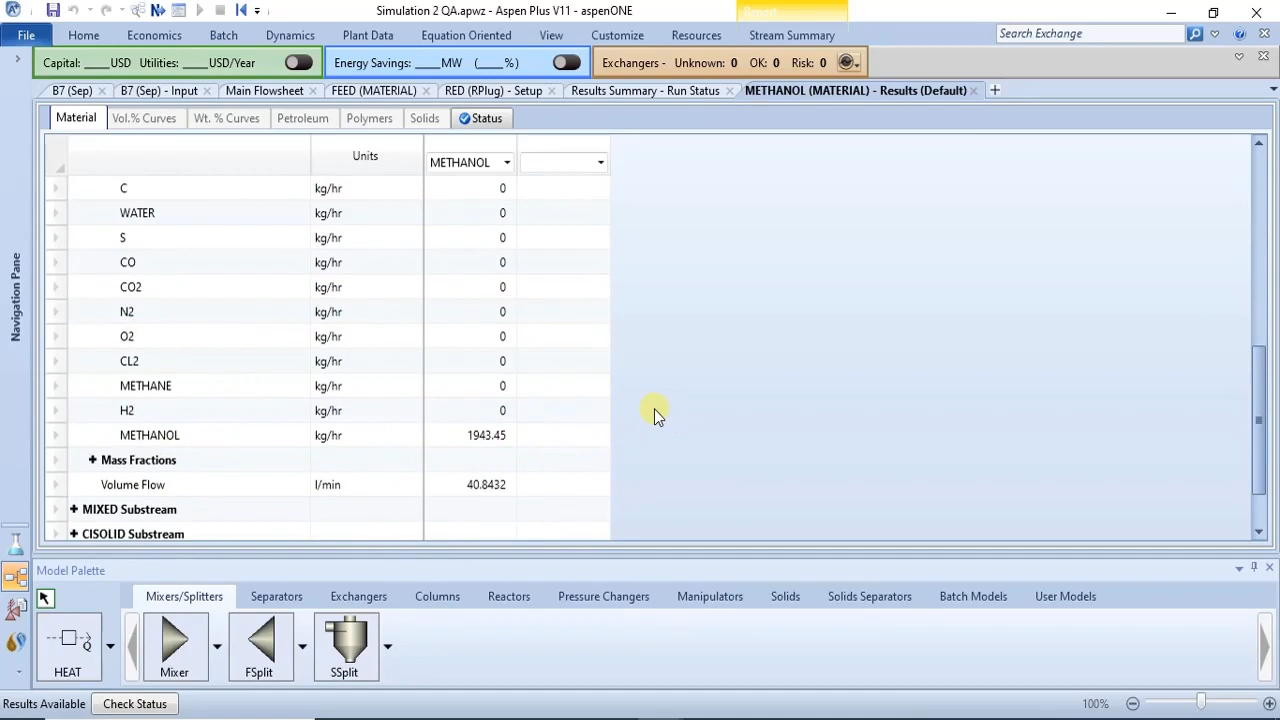 Simulation 2 QA.apwz - Aspen Plus V11 - aspenONE
File Home Economics Batch Dynamics Plant Data Equation Oriented View Customize Resources Stream Summary Search Exchange
Capital: ____USD Utilities: ____USD/Year Energy Savings: ____MW (____%) Exchangers - Unknown: 0 OK: 0 Risk: 0
B7 (Sep) B7 (Sep) - Input Main Flowsheet FEED (MATERIAL) RED (RPlug) - Setup Results Summary - Run Status METHANOL (MATERIAL) - Results (Default)
Material Vol.% Curves Wt. % Curves Petroleum Polymers Solids Status
Units METHANOL
C kg/hr 0
WATER kg/hr 0
S kg/hr 0
CO kg/hr 0
CO2 kg/hr 0
N2 kg/hr 0
O2 kg/hr 0
CL2 kg/hr 0
METHANE kg/hr 0
H2 kg/hr 0
METHANOL kg/hr 1943.45
Mass Fractions
Volume Flow l/min 40.8432
MIXED Substream
CISOLID Substream
Navigation Pane
Model Palette
Mixers/Splitters Separators Exchangers Columns Reactors Pressure Changers Manipulators Solids Solids Separators Batch Models User Models
HEAT Mixer FSplit SSplit
Results Available Check Status 100%